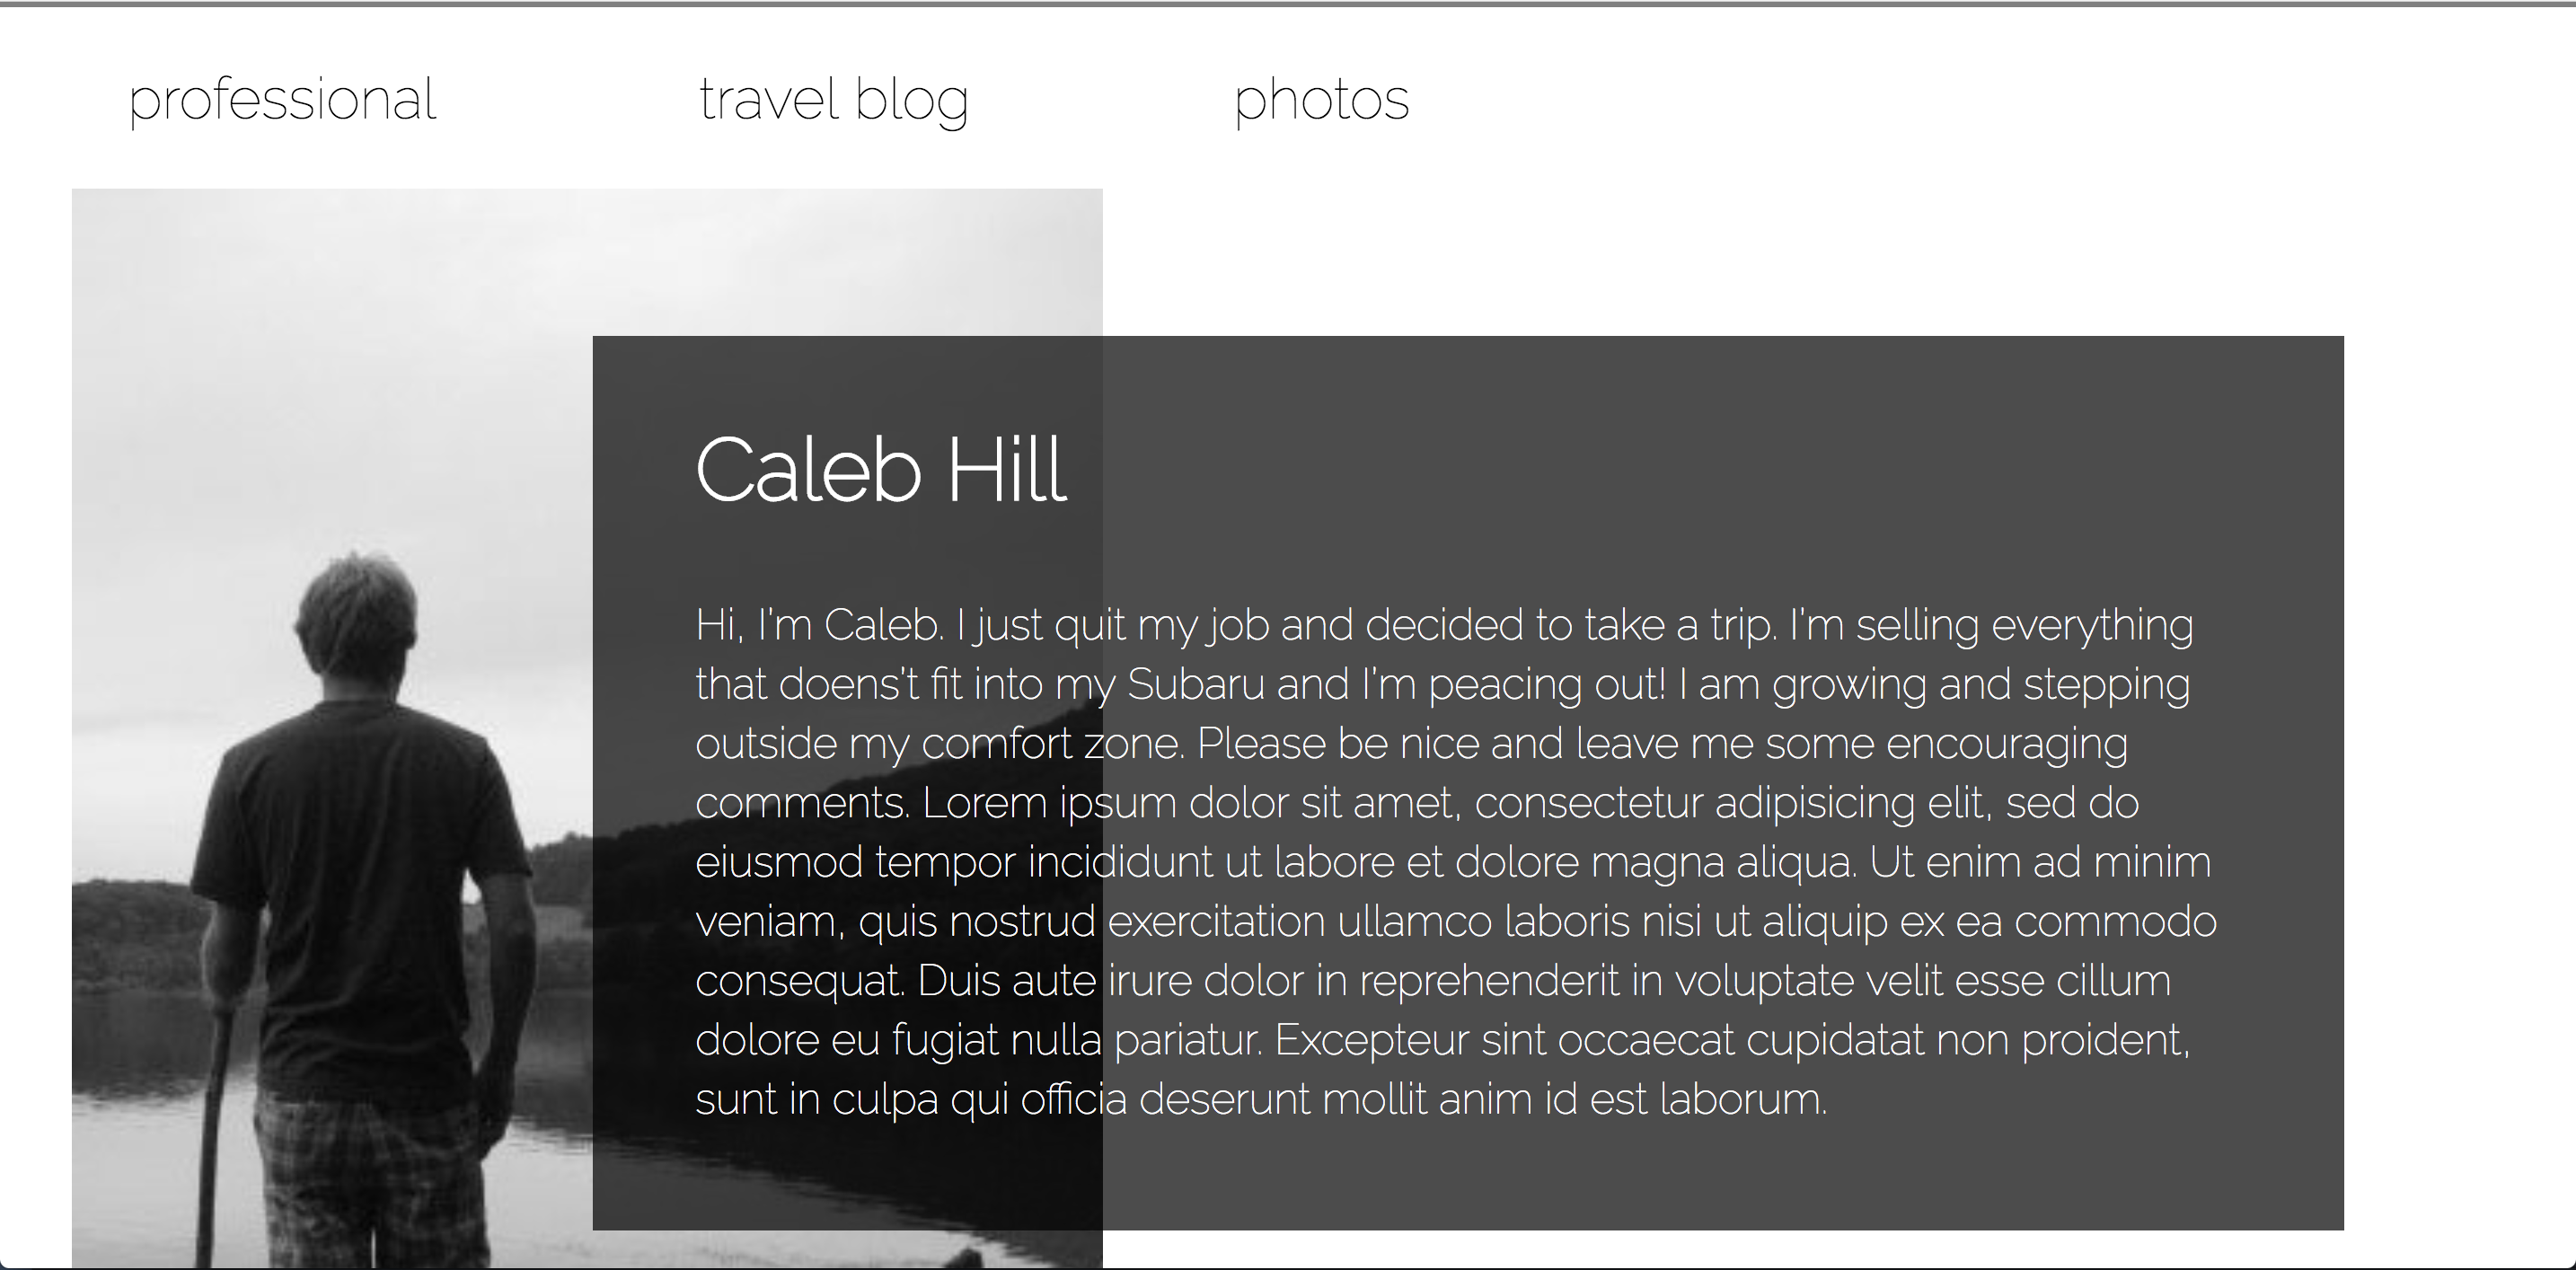 professional travel blog photos
Caleb Hill
Hi, I'm Caleb. I just quit my job and decided to take a trip. I'm selling everything
that doens't fit into my Subaru and I'm peacing out! I am growing and stepping
outside my comfort zone. Please be nice and leave me some encouraging
comments. Lorem ipsum dolor sit amet, consectetur adipisicing elit, sed do
eiusmod tempor incididunt ut labore et dolore magna aliqua. Ut enim ad minim
veniam, quis nostrud exercitation ullamco laboris nisi ut aliquip ex ea commodo
consequat. Duis aute irure dolor in reprehenderit in voluptate velit esse cillum
dolore eu fugiat nulla pariatur. Excepteur sint occaecat cupidatat non proident,
sunt in culpa qui officia deserunt mollit anim id est laborum.